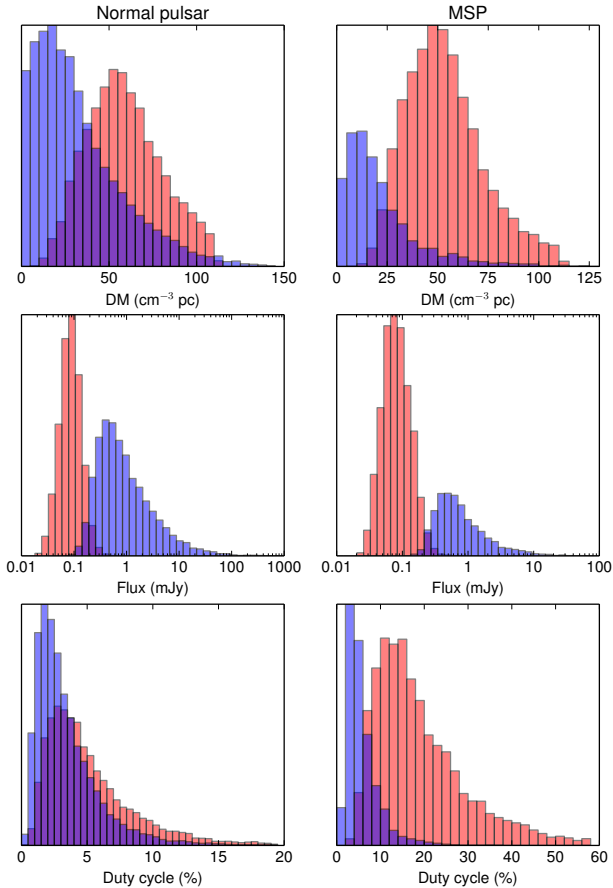 Normal pulsar MSP
0 50 100 150 0 25 50 75 100 125
DM (cm⁻³ pc) DM (cm⁻³ pc)
0.01 0.1 1 10 100 1000 0.01 0.1 1 10 100
Flux (mJy) Flux (mJy)
0 5 10 15 20 0 10 20 30 40 50 60
Duty cycle (%) Duty cycle (%)